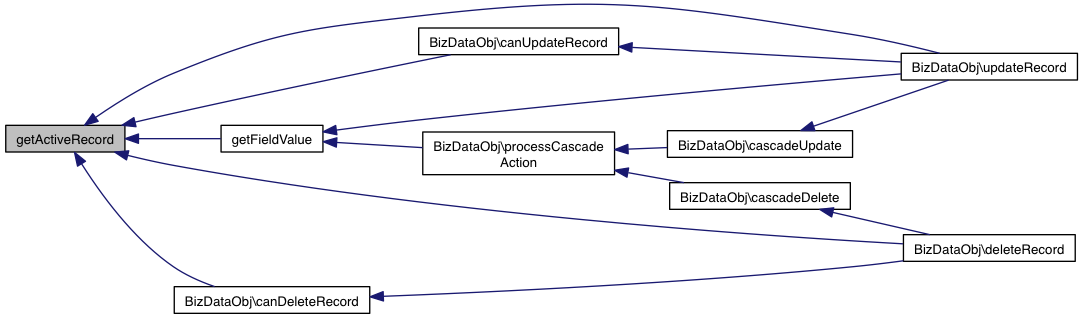 BizDataObj\canUpdateRecord
BizDataObj\updateRecord
getActiveRecord
getFieldValue
BizDataObj\processCascade
Action
BizDataObj\cascadeUpdate
BizDataObj\cascadeDelete
BizDataObj\deleteRecord
BizDataObj\canDeleteRecord